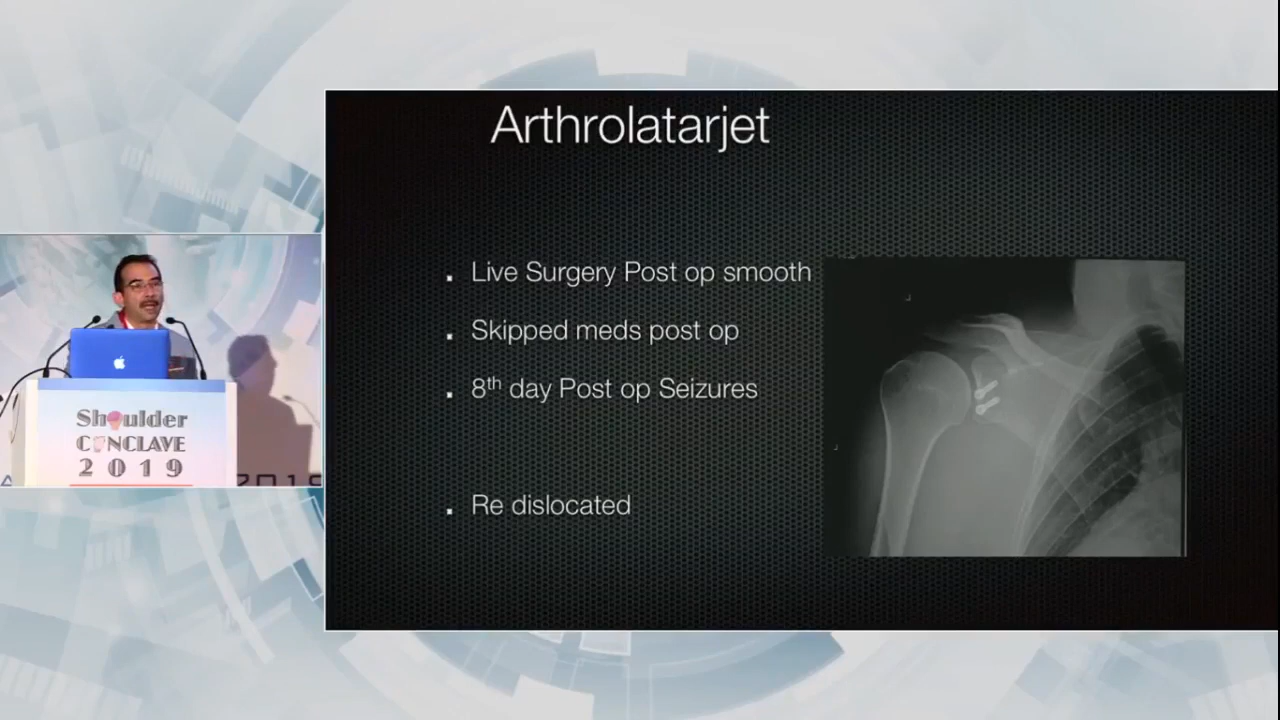 Arthrolatarjet
Live Surgery Post op smooth
Skipped meds post op
8th day Post op Seizures
Re dislocated
Shoulder
CONCLAVE
2019
2019